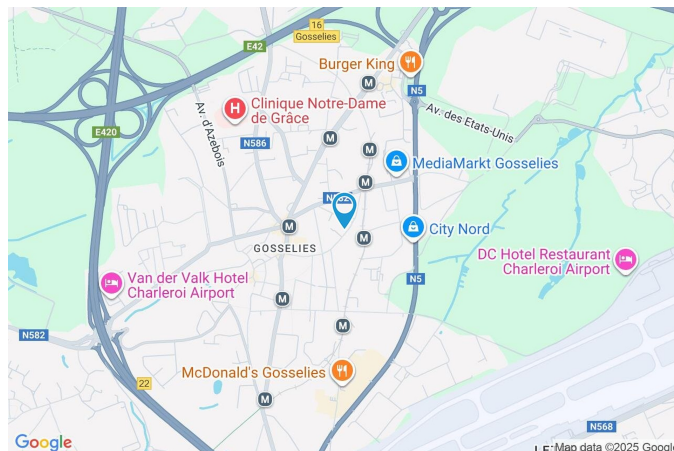 16
Gosselies
E42
Burger King
M
N5
H
Clinique Notre-Dame
de Grâce
Av. des Etats-Unis
E420
Av. d'Azebois
N586
M
M
MediaMarkt Gosselies
M
M
City Nord
GOSSELIES
M
DC Hotel Restaurant
Charleroi Airport
Van der Valk Hotel
Charleroi Airport
N5
M
N582
M
22
McDonald's Gosselies
M
N568
Google
Map data ©2025 Google